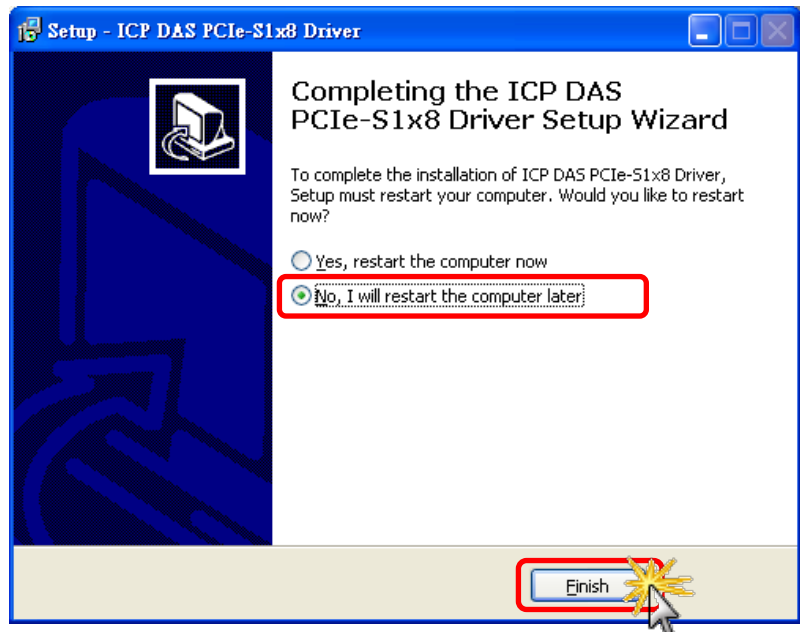 Setup - ICP DAS PCIe-S1x8 Driver
Completing the ICP DAS
PCIe-S1x8 Driver Setup Wizard
To complete the installation of ICP DAS PCIe-S1x8 Driver,
Setup must restart your computer. Would you like to restart
now?
Yes, restart the computer now
No, I will restart the computer later
Finish